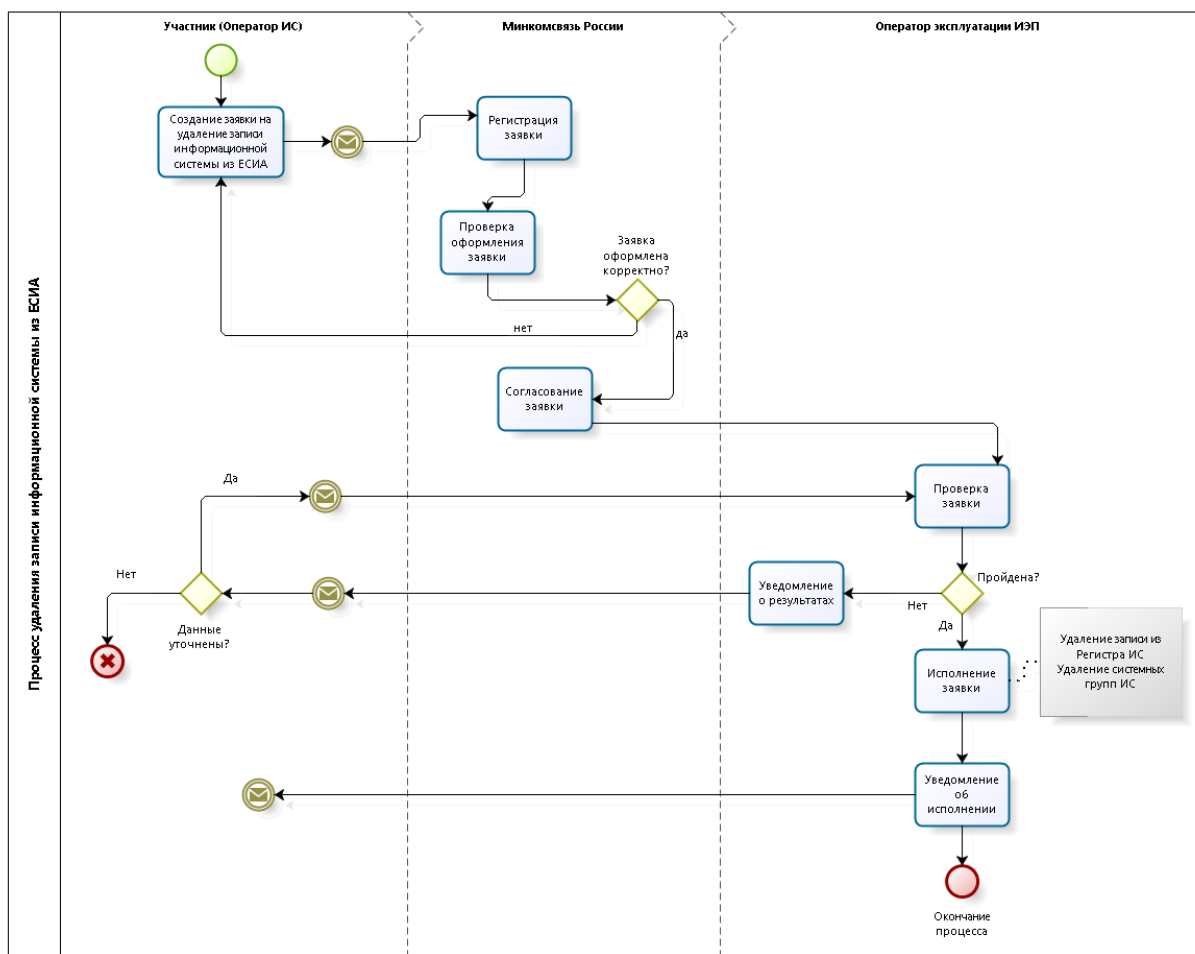 Процесс удаления записи информационной системы из ЕСИА
Участник (Оператор ИС)
Минкомсвязь России
Оператор эксплуатации ИЭП
Создание заявки на
удаление записи
информационной
системы из ЕСИА
Регистрация
заявки
Проверка
оформления
заявки
Заявка
оформлена
корректно?
нет
да
Согласование
заявки
Да
Проверка
заявки
Нет
Данные
уточнены?
Уведомление
о результатах
Пройдена?
Нет
Да
Исполнение
заявки
Удаление записи из
Регистра ИС
Удаление системных
групп ИС
Уведомление
об
исполнении
Окончание
процесса